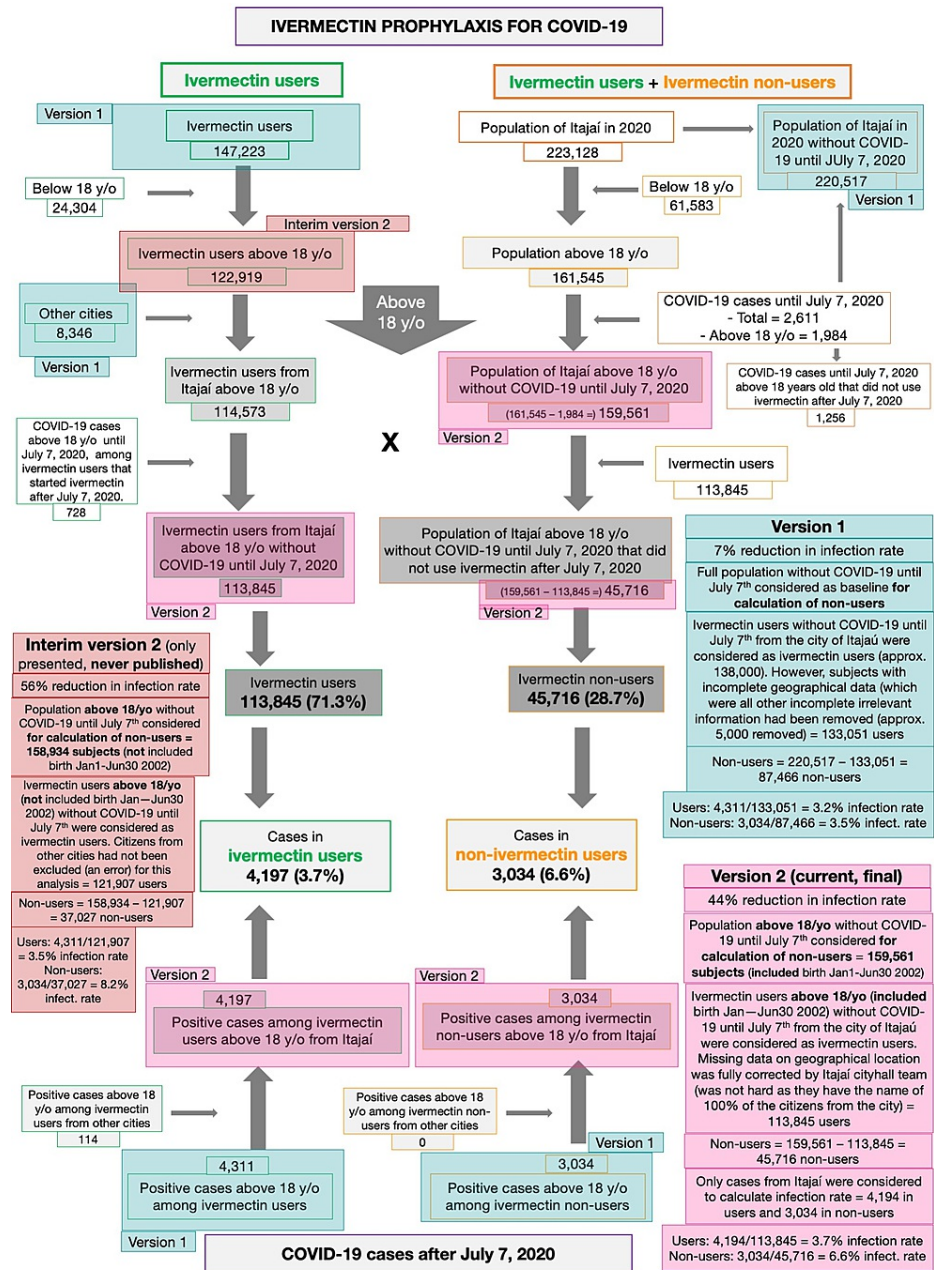 IVERMECTIN PROPHYLAXIS FOR COVID-19
Ivermectin users
Version 1
Ivermectin users
147,223
Below 18 y/o
24,304
Interim version 2
Ivermectin users above 18 y/o
122,919
Other cities
8,346
Version 1
Ivermectin users from
Itajaí above 18 y/o
114,573
COVID-19 cases
above 18 y/o until
July 7, 2020, among
ivermectin users that
started ivermectin
after July 7, 2020.
728
Ivermectin users from Itajaí
above 18 y/o without
COVID-19 until July 7, 2020
113,845
Version 2
Ivermectin users
113,845 (71.3%)
Cases in
ivermectin users
4,197 (3.7%)
Version 2
4,197
Positive cases among ivermectin
users above 18 y/o from Itajaí
Positive cases above 18
y/o among ivermectin
users from other cities
114
4,311
Positive cases above 18 y/o
among ivermectin users
Version 1
Above
18 y/o
X
Ivermectin users + Ivermectin non-users
Population of Itajaí in 2020
223,128
Population of Itajaí in
2020 without COVID-
19 until JUly 7, 2020
220,517
Version 1
Below 18 y/o
61,583
Population above 18 y/o
161,545
COVID-19 cases until July 7, 2020
- Total = 2,611
- Above 18 y/o = 1,984
COVID-19 cases until July 7, 2020
above 18 years old that did not use
ivermectin after July 7, 2020
1,256
Population of Itajaí above 18 y/o
without COVID-19 until July 7, 2020
(161,545 – 1,984 =) 159,561
Version 2
Ivermectin users
113,845
Population of Itajaí above 18 y/o
without COVID-19 until July 7, 2020 that did
not use ivermectin after July 7, 2020
(159,561 – 113,845 =) 45,716
Version 2
Ivermectin non-users
45,716 (28.7%)
Cases in
non-ivermectin users
3,034 (6.6%)
Version 2
3,034
Positive cases among ivermectin
non-users above 18 y/o from Itajaí
Positive cases above 18
y/o among ivermectin non-
users from other cities
0
Version 1
3,034
Positive cases above 18 y/o
among ivermectin non-users
COVID-19 cases after July 7, 2020
Interim version 2 (only
presented, never published)
56% reduction in infection rate
Population above 18/yo without
COVID-19 until July 7th considered
for calculation of non-users =
158,934 subjects (not included
birth Jan1-Jun30 2002)
Ivermectin users above 18/yo
(not included birth Jan—Jun30
2002) without COVID-19 until
July 7th were considered as
ivermectin users. Citizens from
other cities had not been
excluded (an error) for this
analysis = 121,907 users
Non-users = 158,934 – 121,907
= 37,027 non-users
Users: 4,311/121,907
= 3.5% infection rate
Non-users:
3,034/37,027 = 8.2%
infect. rate
Version 1
7% reduction in infection rate
Full population without COVID-19 until
July 7th considered as baseline for
calculation of non-users
Ivermectin users without COVID-19 until
July 7th from the city of Itajaú were
considered as ivermectin users (approx.
138,000). However, subjects with
incomplete geographical data (which
were all other incomplete irrelevant
information had been removed (approx.
5,000 removed) = 133,051 users
Non-users = 220,517 – 133,051 =
87,466 non-users
Users: 4,311/133,051 = 3.2% infection rate
Non-users: 3,034/87,466 = 3.5% infect. rate
Version 2 (current, final)
44% reduction in infection rate
Population above 18/yo without COVID-
19 until July 7th considered for
calculation of non-users = 159,561
subjects (included birth Jan1-Jun30 2002)
Ivermectin users above 18/yo (included
birth Jan—Jun30 2002) without COVID-
19 until July 7th from the city of Itajaú
were considered as ivermectin users.
Missing data on geographical location
was fully corrected by Itajaí cityhall team
(was not hard as they have the name of
100% of the citizens from the city) =
113,845 users
Non-users = 159,561 – 113,845 =
45,716 non-users
Only cases from Itajaí were considered
to calculate infection rate = 4,194 in
users and 3,034 in non-users
Users: 4,194/113,845 = 3.7% infection rate
Non-users: 3,034/45,716 = 6.6% infect. rate